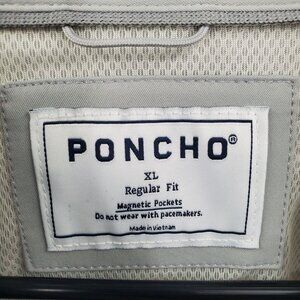 PONCHO®
XL
Regular Fit
Magnetic Pockets
Do not wear with pacemakers.
Made in Vietnam